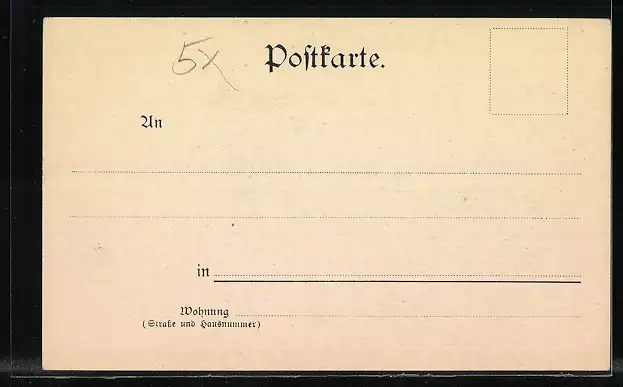 5x
Postkarte.
An
in
Wohnung
(Straße und Hausnummer)